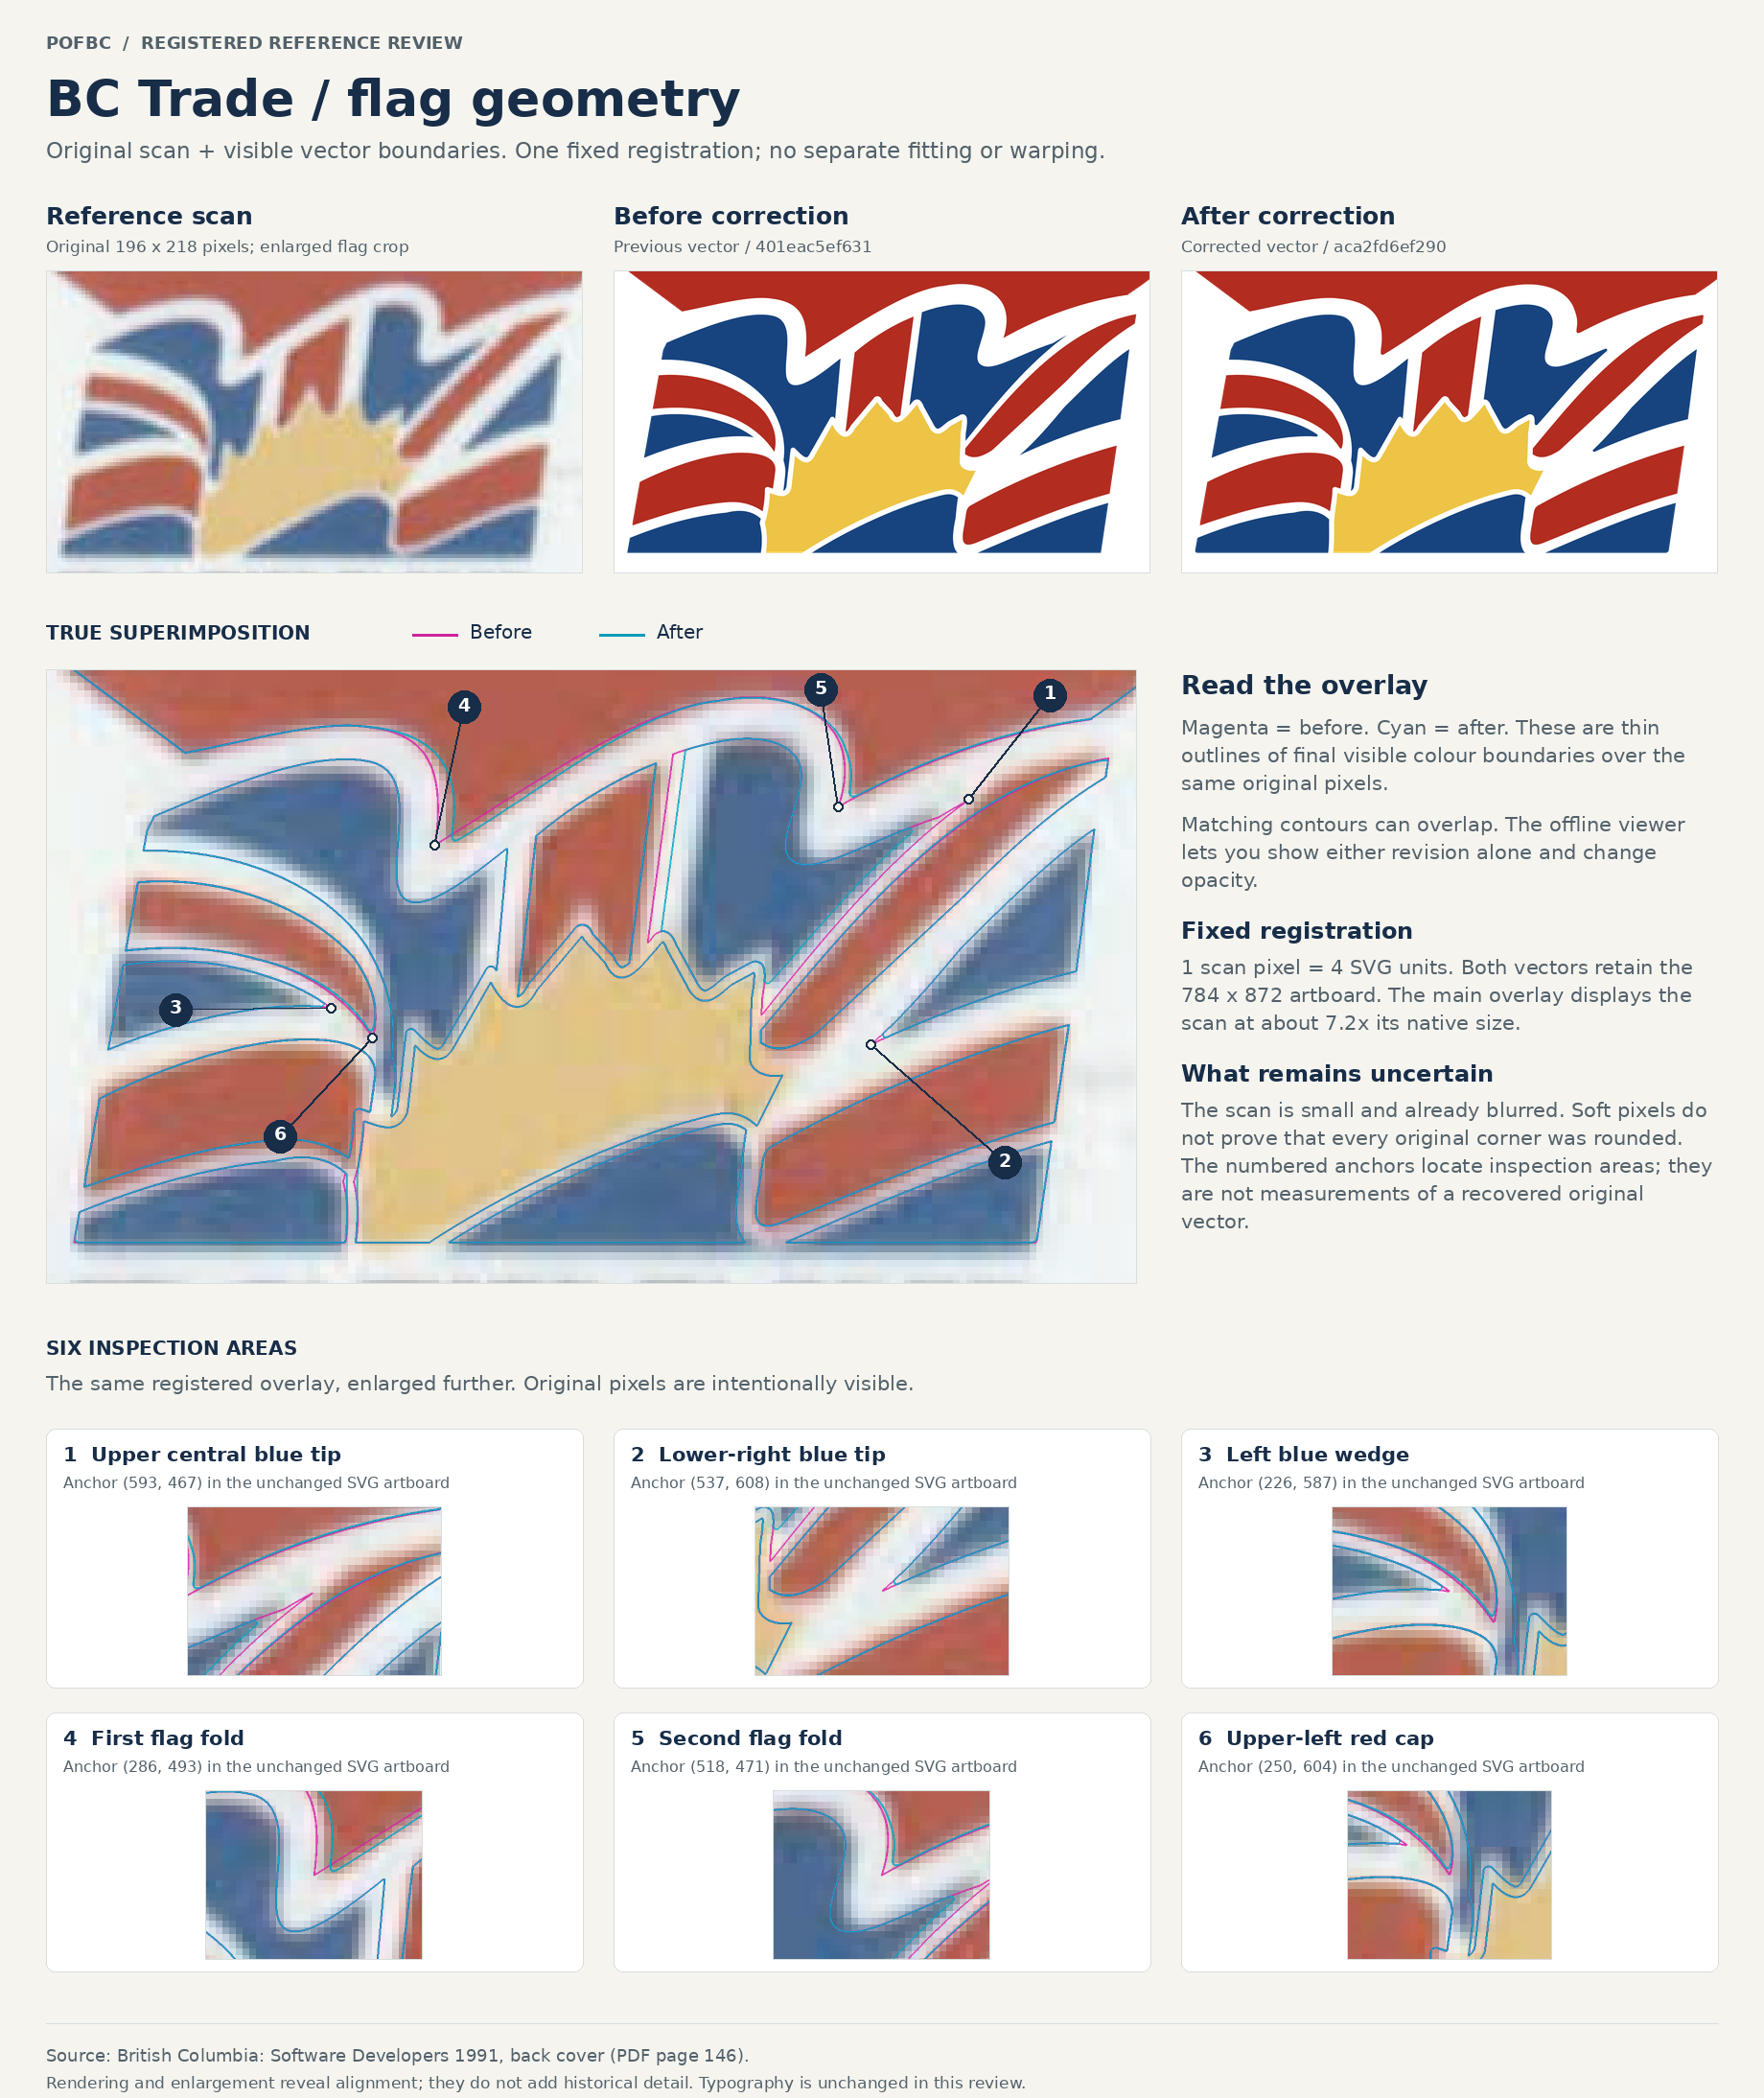 POFBC / REGISTERED REFERENCE REVIEW
BC Trade / flag geometry
Original scan + visible vector boundaries. One fixed registration; no separate fitting or warping.
Reference scan
Original 196 x 218 pixels; enlarged flag crop
Before correction
Previous vector / 401eac5ef631
After correction
Corrected vector / aca2fd6ef290
TRUE SUPERIMPOSITION
Before
After
4
5
1
3
6
2
Read the overlay
Magenta = before. Cyan = after. These are thin
outlines of final visible colour boundaries over the
same original pixels.
Matching contours can overlap. The offline viewer
lets you show either revision alone and change
opacity.
Fixed registration
1 scan pixel = 4 SVG units. Both vectors retain the
784 x 872 artboard. The main overlay displays the
scan at about 7.2x its native size.
What remains uncertain
The scan is small and already blurred. Soft pixels do
not prove that every original corner was rounded.
The numbered anchors locate inspection areas; they
are not measurements of a recovered original
vector.
SIX INSPECTION AREAS
The same registered overlay, enlarged further. Original pixels are intentionally visible.
1 Upper central blue tip
Anchor (593, 467) in the unchanged SVG artboard
2 Lower-right blue tip
Anchor (537, 608) in the unchanged SVG artboard
3 Left blue wedge
Anchor (226, 587) in the unchanged SVG artboard
4 First flag fold
Anchor (286, 493) in the unchanged SVG artboard
5 Second flag fold
Anchor (518, 471) in the unchanged SVG artboard
6 Upper-left red cap
Anchor (250, 604) in the unchanged SVG artboard
Source: British Columbia: Software Developers 1991, back cover (PDF page 146).
Rendering and enlargement reveal alignment; they do not add historical detail. Typography is unchanged in this review.